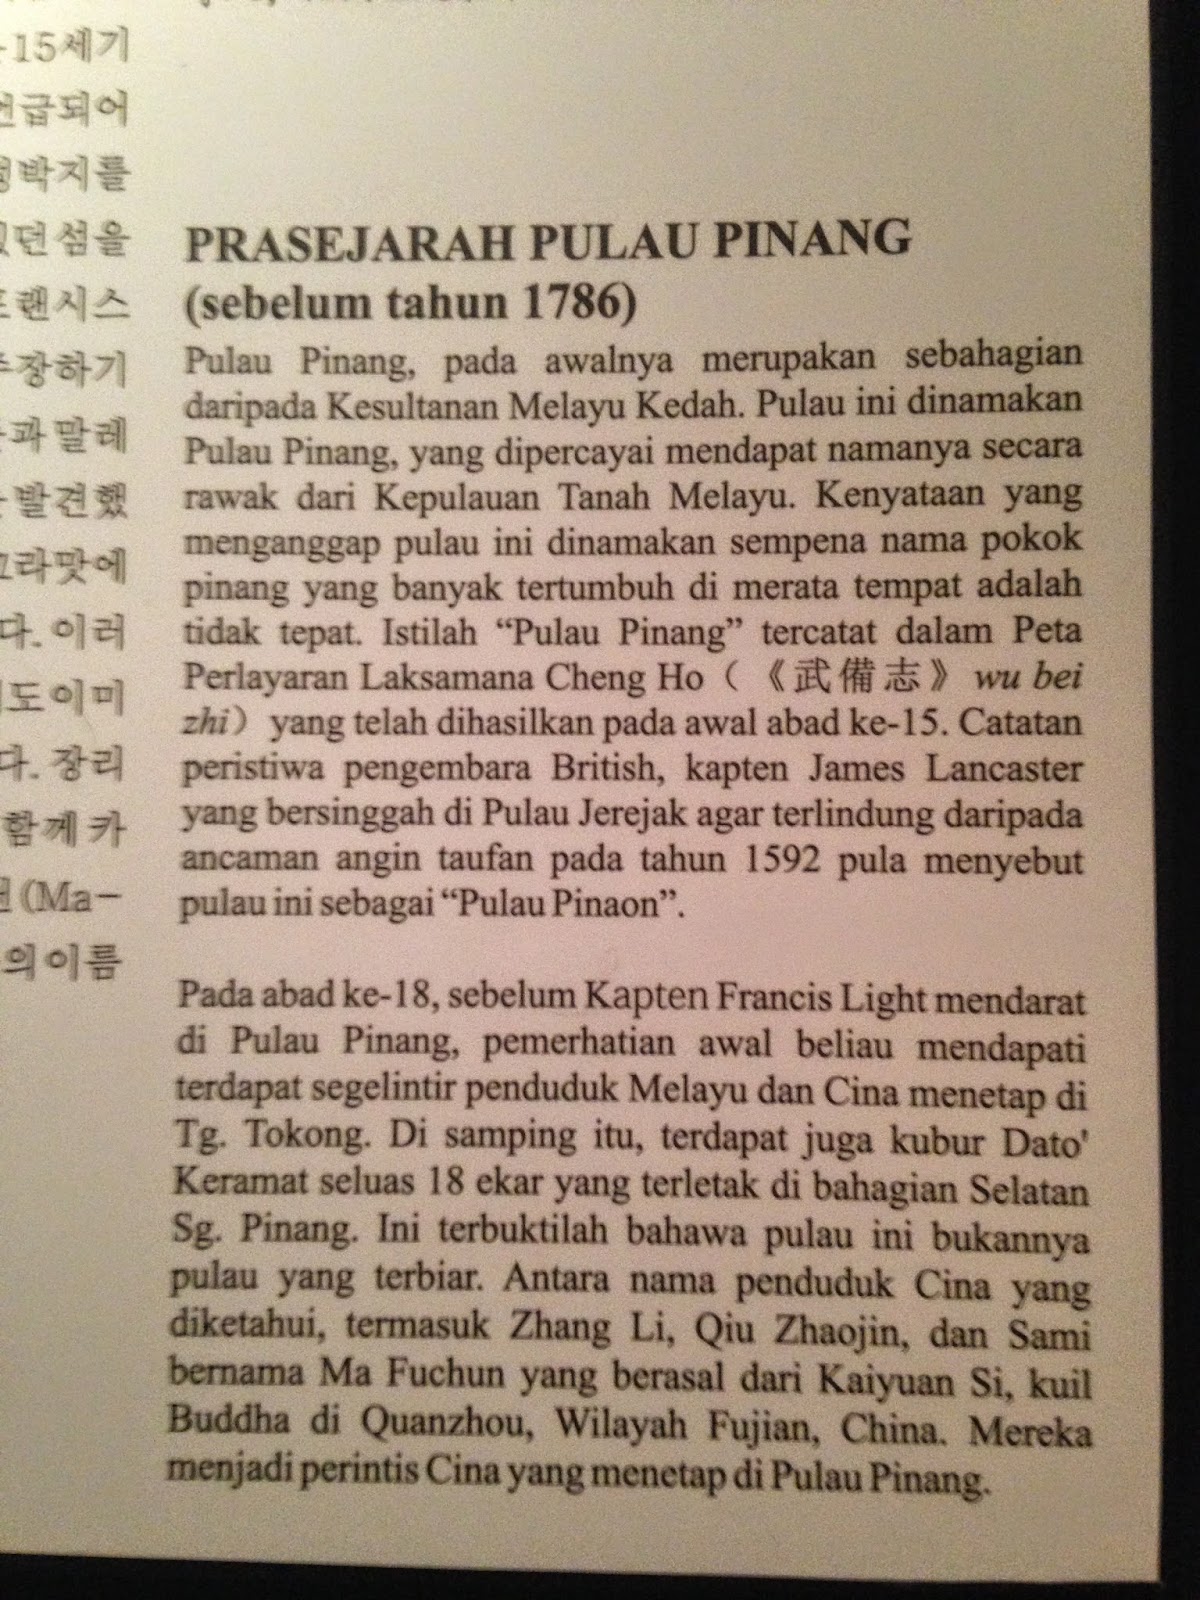 15세기
급되어
박지를
던섬을
랜시스
장하기
과말레
발견했
라맛에
다. 이러
도이미
다. 장리
함께카
(Ma–
의이름
PRASEJARAH PULAU PINANG
(sebelum tahun 1786)
Pulau Pinang, pada awalnya merupakan sebahagian
daripada Kesultanan Melayu Kedah. Pulau ini dinamakan
Pulau Pinang, yang dipercayai mendapat namanya secara
rawak dari Kepulauan Tanah Melayu. Kenyataan yang
menganggap pulau ini dinamakan sempena nama pokok
pinang yang banyak tertumbuh di merata tempat adalah
tidak tepat. Istilah “Pulau Pinang” tercatat dalam Peta
Perlayaran Laksamana Cheng Ho（《武備志》 wu bei
zhi） yang telah dihasilkan pada awal abad ke-15. Catatan
peristiwa pengembara British, kapten James Lancaster
yang bersinggah di Pulau Jerejak agar terlindung daripada
ancaman angin taufan pada tahun 1592 pula menyebut
pulau ini sebagai “Pulau Pinaon”.
Pada abad ke-18, sebelum Kapten Francis Light mendarat
di Pulau Pinang, pemerhatian awal beliau mendapati
terdapat segelintir penduduk Melayu dan Cina menetap di
Tg. Tokong. Di samping itu, terdapat juga kubur Dato'
Keramat seluas 18 ekar yang terletak di bahagian Selatan
Sg. Pinang. Ini terbuktilah bahawa pulau ini bukannya
pulau yang terbiar. Antara nama penduduk Cina yang
diketahui, termasuk Zhang Li, Qiu Zhaojin, dan Sami
bernama Ma Fuchun yang berasal dari Kaiyuan Si, kuil
Buddha di Quanzhou, Wilayah Fujian, China. Mereka
menjadi perintis Cina yang menetap di Pulau Pinang.